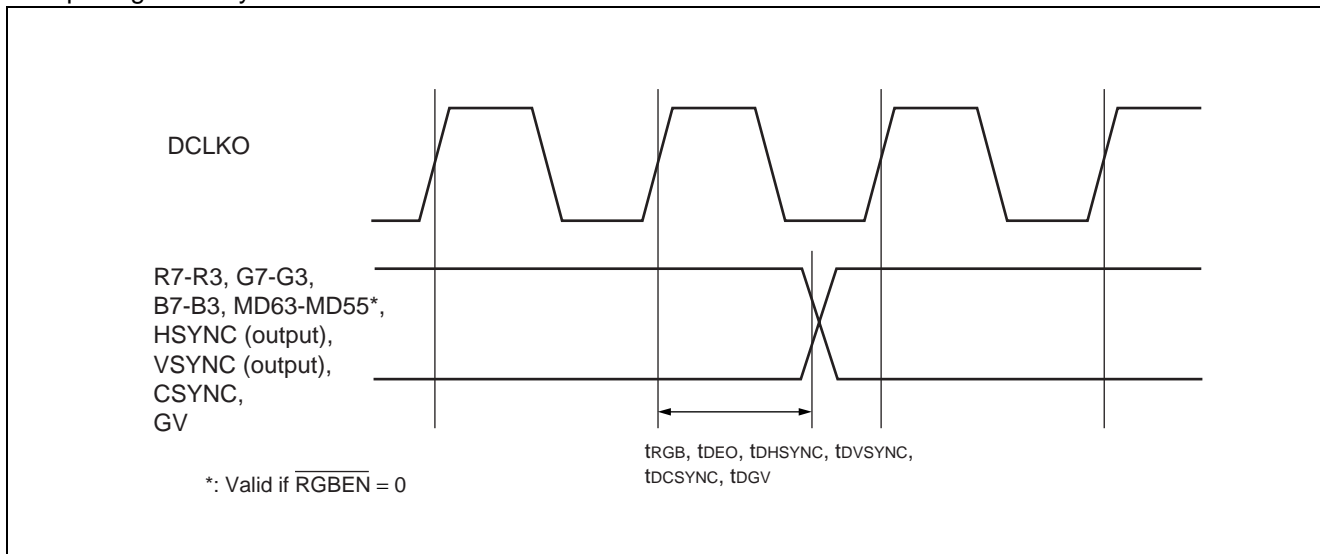 DCLKO
R7-R3, G7-G3,
B7-B3, MD63-MD55*,
HSYNC (output),
VSYNC (output),
CSYNC,
GV
tRGB, tDEO, tDHSYNC, tDVSYNC,
tDCSYNC, tDGV
*: Valid if RGBEN = 0